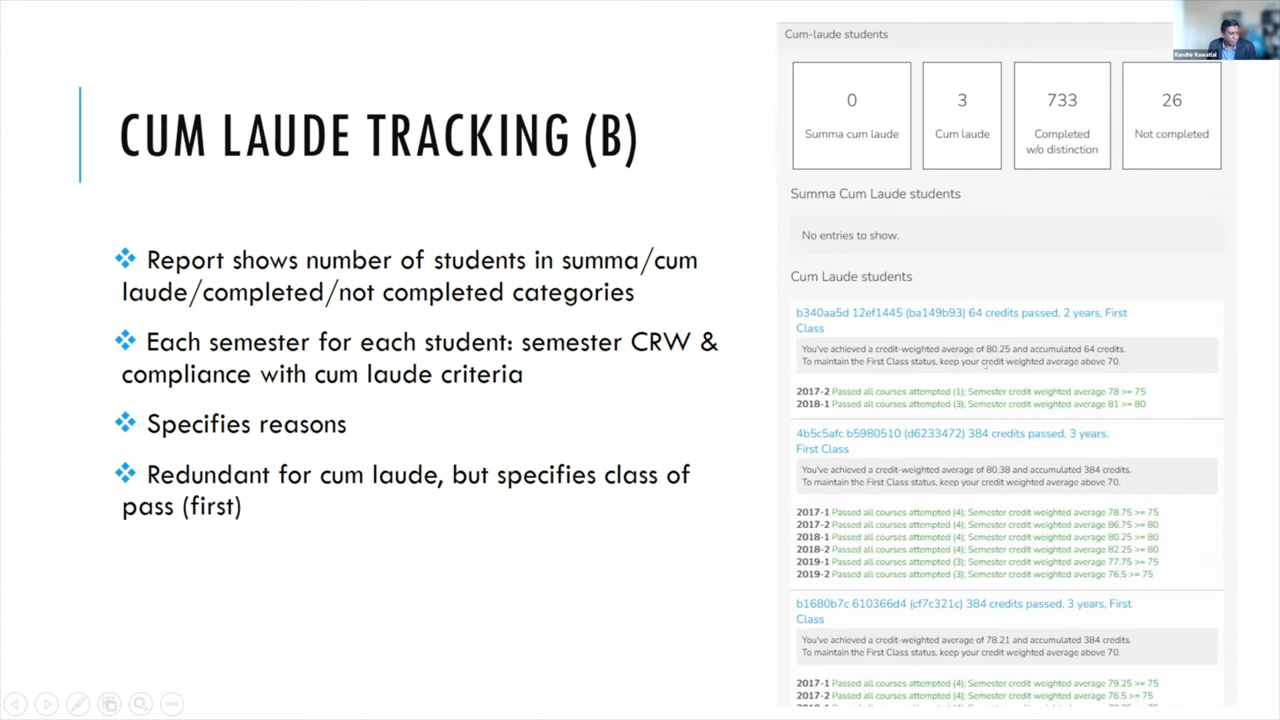 CUM LAUDE TRACKING (B)
Report shows number of students in summa/cum
laude/completed/not completed categories
Each semester for each student: semester CRW &
compliance with cum laude criteria
Specifies reasons
Redundant for cum laude, but specifies class of
pass (first)
Cum-laude students
0
Summa cum laude
3
Cum laude
733
Completed
w/o distinction
26
Not completed
Summa Cum Laude students
No entries to show.
Cum Laude students
b340aa5d 12ef1445 (ba149b93) 64 credits passed, 2 years, First
Class
You've achieved a credit-weighted average of 80.25 and accumulated 64 credits.
To maintain the First Class status, keep your credit weighted average above 70.
2017-2 Passed all courses attempted (1); Semester credit weighted average 78 >= 75
2018-1 Passed all courses attempted (3); Semester credit weighted average 81 >= 80
4b5c5afc b5980510 (d6233472) 384 credits passed, 3 years,
First Class
You've achieved a credit-weighted average of 80.38 and accumulated 384 credits.
To maintain the First Class status, keep your credit weighted average above 70.
2017-1 Passed all courses attempted (4); Semester credit weighted average 78.75 >= 75
2017-2 Passed all courses attempted (4); Semester credit weighted average 86.75 >= 80
2018-1 Passed all courses attempted (4); Semester credit weighted average 80.25 >= 80
2018-2 Passed all courses attempted (4); Semester credit weighted average 82.25 >= 80
2019-1 Passed all courses attempted (3); Semester credit weighted average 77.75 >= 75
2019-2 Passed all courses attempted (3); Semester credit weighted average 76.5 >= 75
b1680b7c 610366d4 (cf7c321c) 384 credits passed, 3 years, First
Class
You've achieved a credit-weighted average of 78.21 and accumulated 384 credits.
To maintain the First Class status, keep your credit weighted average above 70.
2017-1 Passed all courses attempted (4); Semester credit weighted average 79.25 >= 75
2017-2 Passed all courses attempted (4); Semester credit weighted average 76.5 >= 75
Randhir Rawatlal